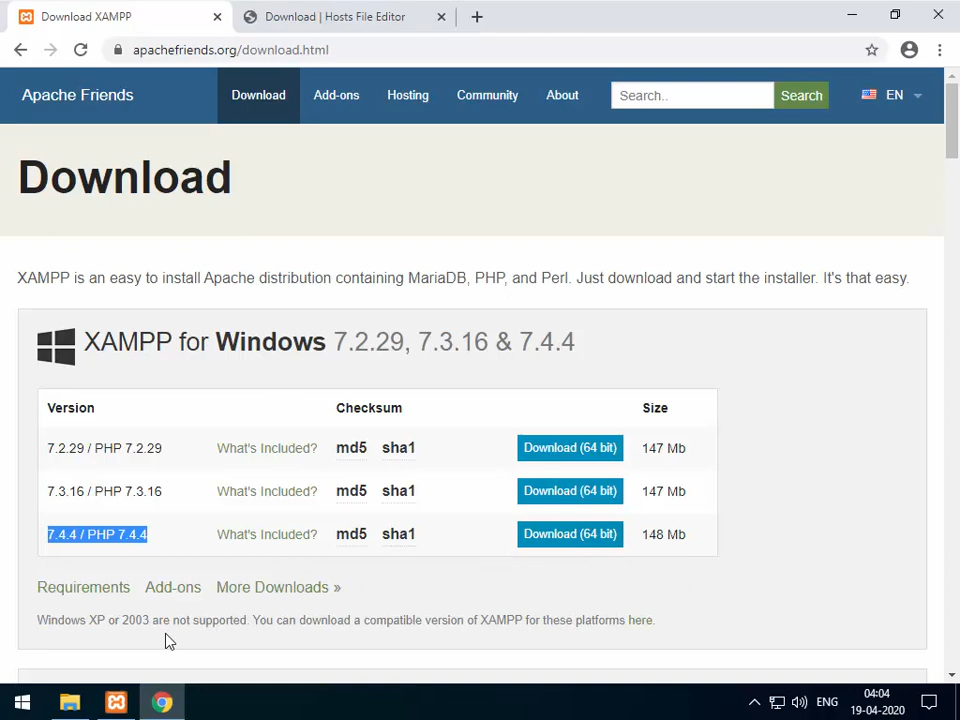 Download XAMPP
Download | Hosts File Editor
apachefriends.org/download.html
Apache Friends Download Add-ons Hosting Community About Search.. Search EN
Download
XAMPP is an easy to install Apache distribution containing MariaDB, PHP, and Perl. Just download and start the installer. It's that easy.
XAMPP for Windows 7.2.29, 7.3.16 & 7.4.4
Version Checksum Size
7.2.29 / PHP 7.2.29 What's Included? md5 sha1 Download (64 bit) 147 Mb
7.3.16 / PHP 7.3.16 What's Included? md5 sha1 Download (64 bit) 147 Mb
7.4.4 / PHP 7.4.4 What's Included? md5 sha1 Download (64 bit) 148 Mb
Requirements Add-ons More Downloads »
Windows XP or 2003 are not supported. You can download a compatible version of XAMPP for these platforms here.
ENG
04:04
19-04-2020